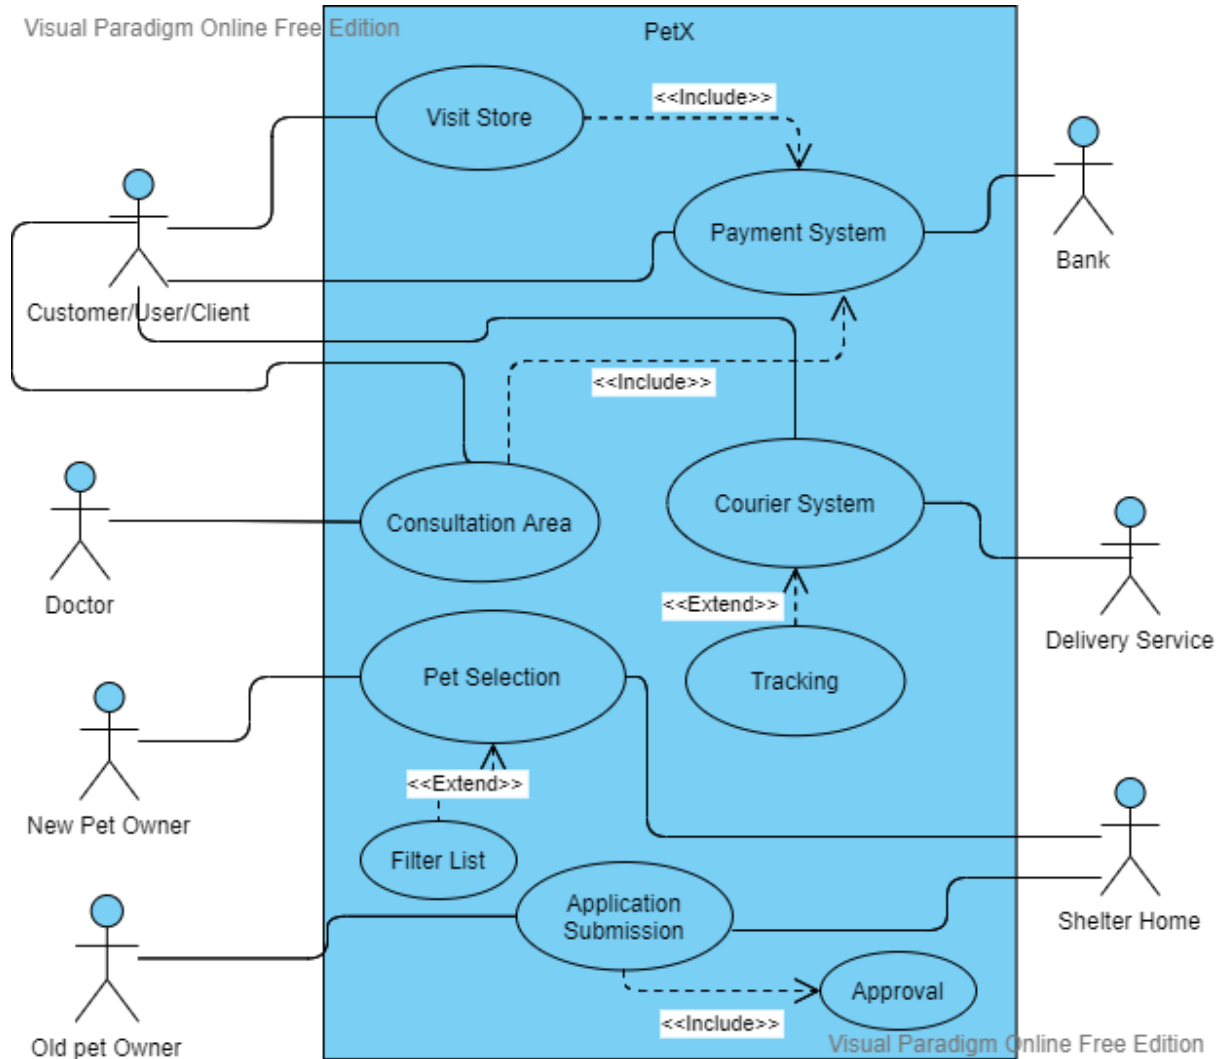 Visual Paradigm Online Free Edition
PetX
<<Include>>
Visit Store
Payment System
Bank
Customer/User/Client
<<Include>>
Consultation Area
Courier System
Doctor
<<Extend>>
Delivery Service
Pet Selection
Tracking
<<Extend>>
New Pet Owner
Filter List
Application
Submission
Shelter Home
Approval
<<Include>>
Old pet Owner
Visual Paradigm Online Free Edition